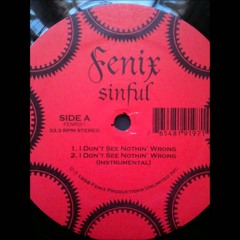 Fenix
sinful
SIDE A
33.3 RPM STEREO
1. I DON'T SEE NOTHIN' WRONG
2. I DON'T SEE NOTHIN' WRONG
(INSTRUMENTAL)